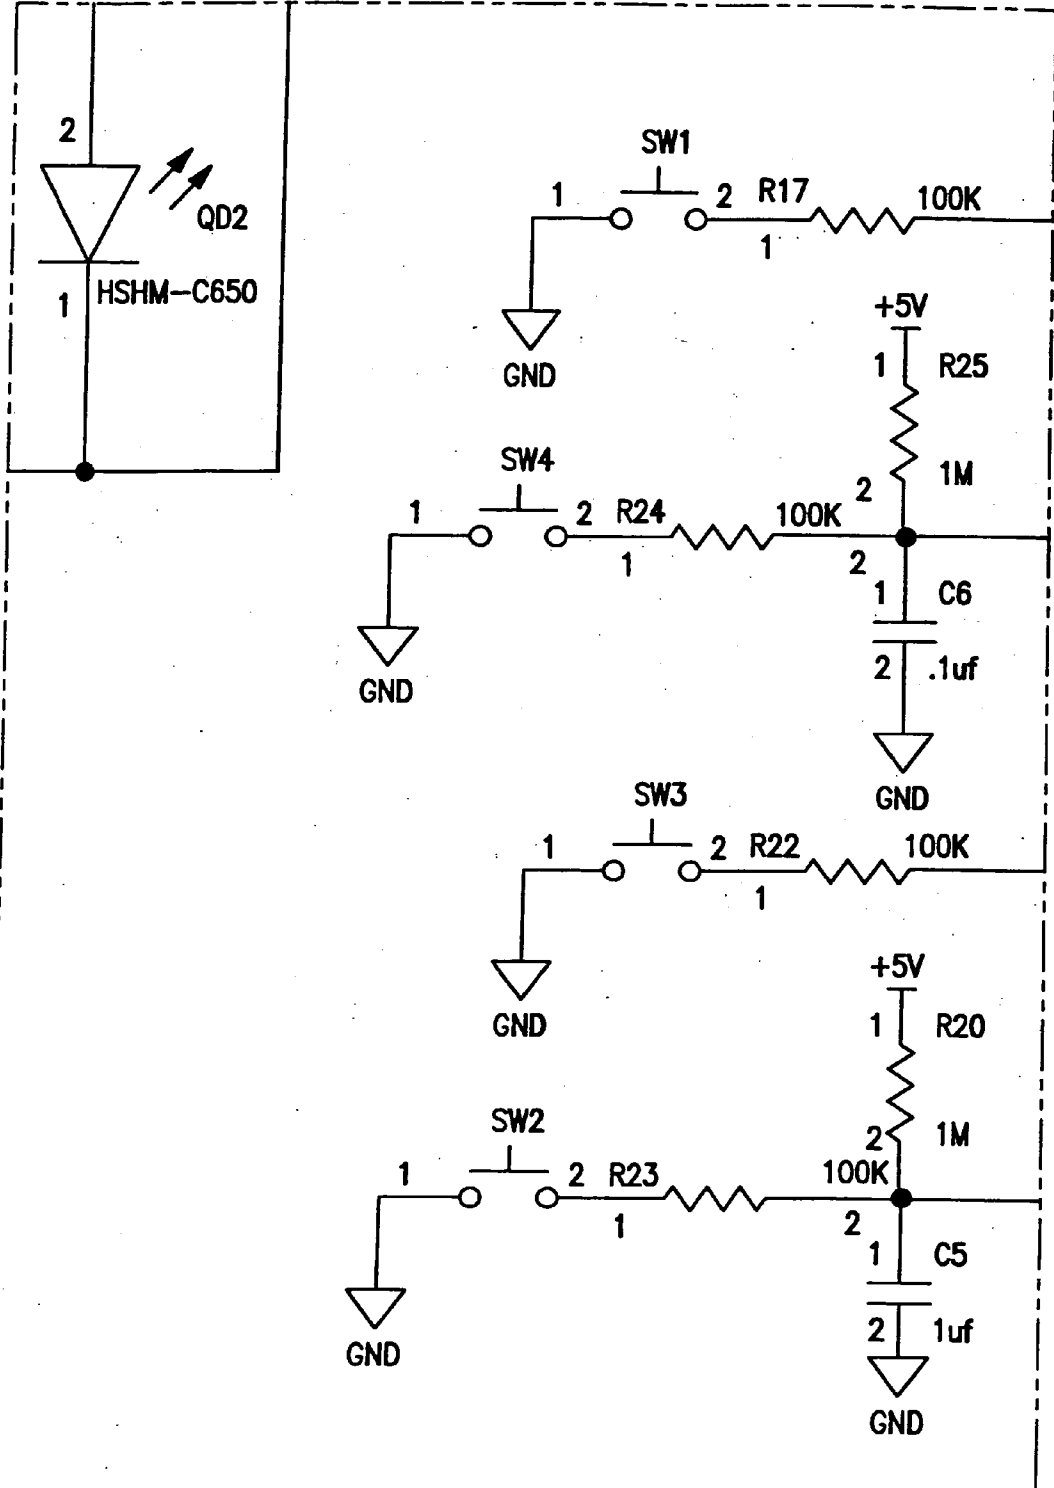 2
QD2
1 HSHM-C650
SW1
1 2 R17 100K
1
GND
+5V
1 R25
1M
2
SW4
1 2 R24 100K
1 2
1 C6
2 .1uf
GND
GND
SW3
1 2 R22 100K
1
GND
+5V
1 R20
2 1M
SW2
1 2 R23 100K
1 2
1 C5
2 1uf
GND
GND